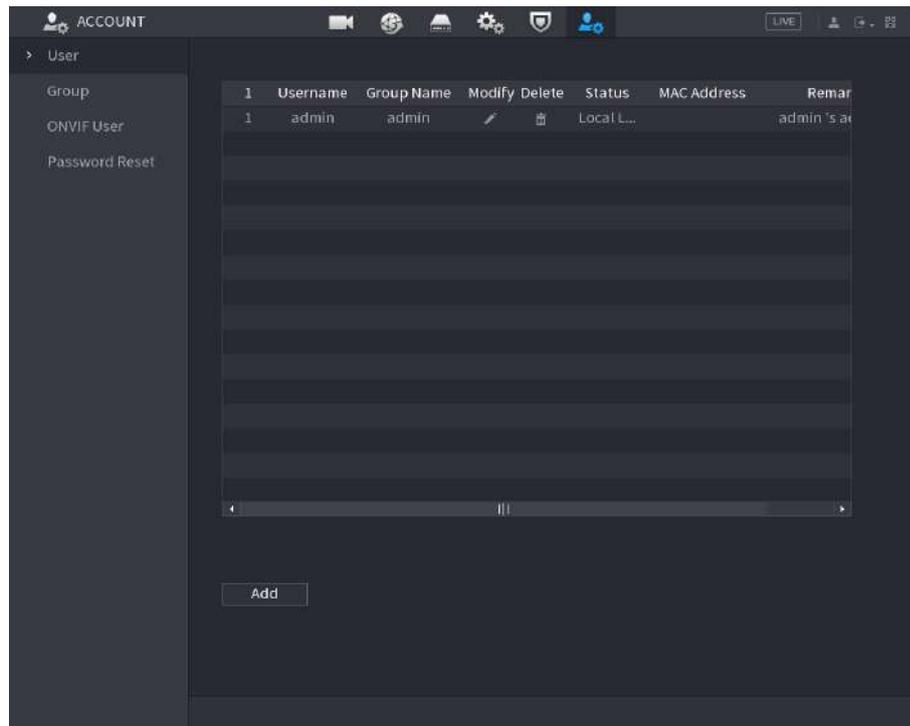 ACCOUNT LIVE
User
Group
ONVIF User
Password Reset
1 Username Group Name Modify Delete Status MAC Address Remar
1 admin admin Local L... admin 's a
Add